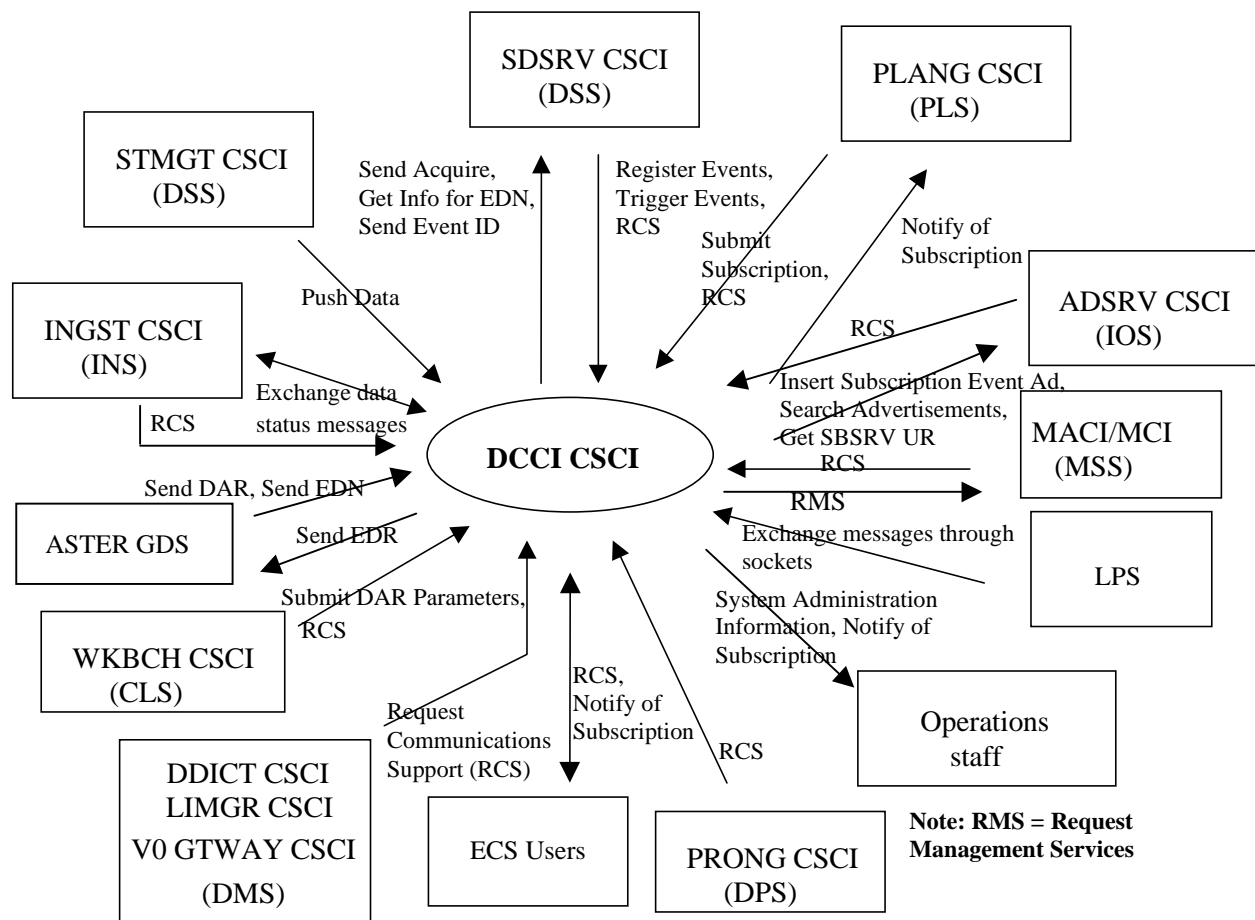 SDSRV CSCI
(DSS)
PLANG CSCI
(PLS)
STMGT CSCI
(DSS)
Send Acquire,
Get Info for EDN,
Send Event ID
Register Events,
Trigger Events,
RCS
Submit
Subscription,
RCS
Notify of
Subscription
Push Data
INGST CSCI
(INS)
ADSRV CSCI
(IOS)
RCS
Exchange data
status messages
RCS
Insert Subscription Event Ad,
Search Advertisements,
Get SBSRV UR
DCCI CSCI
RCS
MACI/MCI
(MSS)
Send DAR, Send EDN
RMS
ASTER GDS
Send EDR
Exchange messages through
sockets
LPS
Submit DAR Parameters,
RCS
System Administration
Information, Notify of
Subscription
WKBCH CSCI
(CLS)
Request
Communications
Support (RCS)
RCS,
Notify of
Subscription
RCS
Operations
staff
DDICT CSCI
LIMGR CSCI
V0 GTWAY CSCI
(DMS)
ECS Users
PRONG CSCI
(DPS)
Note: RMS = Request
Management Services